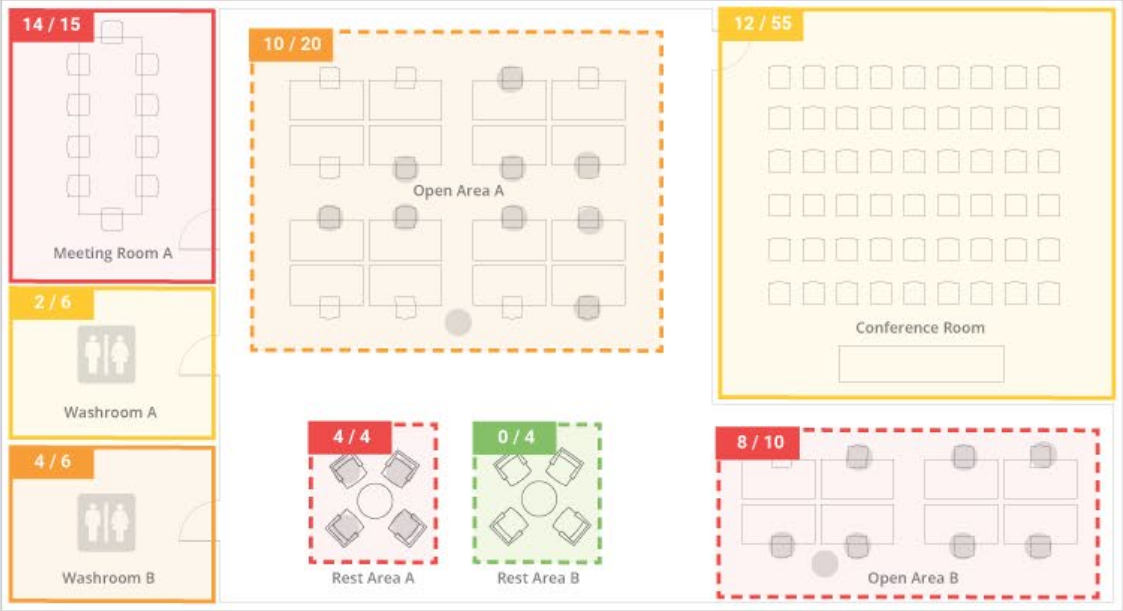 14 / 15
Meeting Room A
2 / 6
Washroom A
4 / 6
Washroom B
10 / 20
Open Area A
12 / 55
Conference Room
4 / 4
Rest Area A
0 / 4
Rest Area B
8 / 10
Open Area B